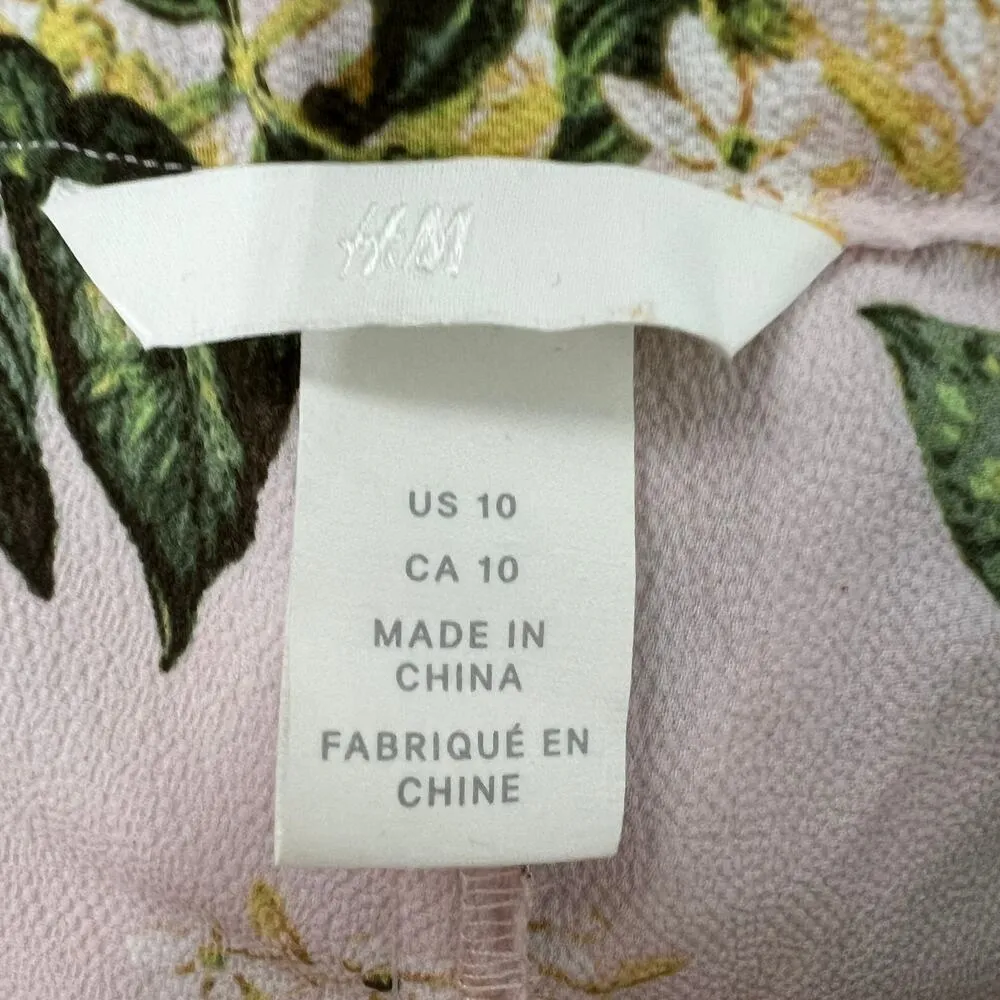 H&M
US 10
CA 10
MADE IN
CHINA
FABRIQUÉ EN
CHINE